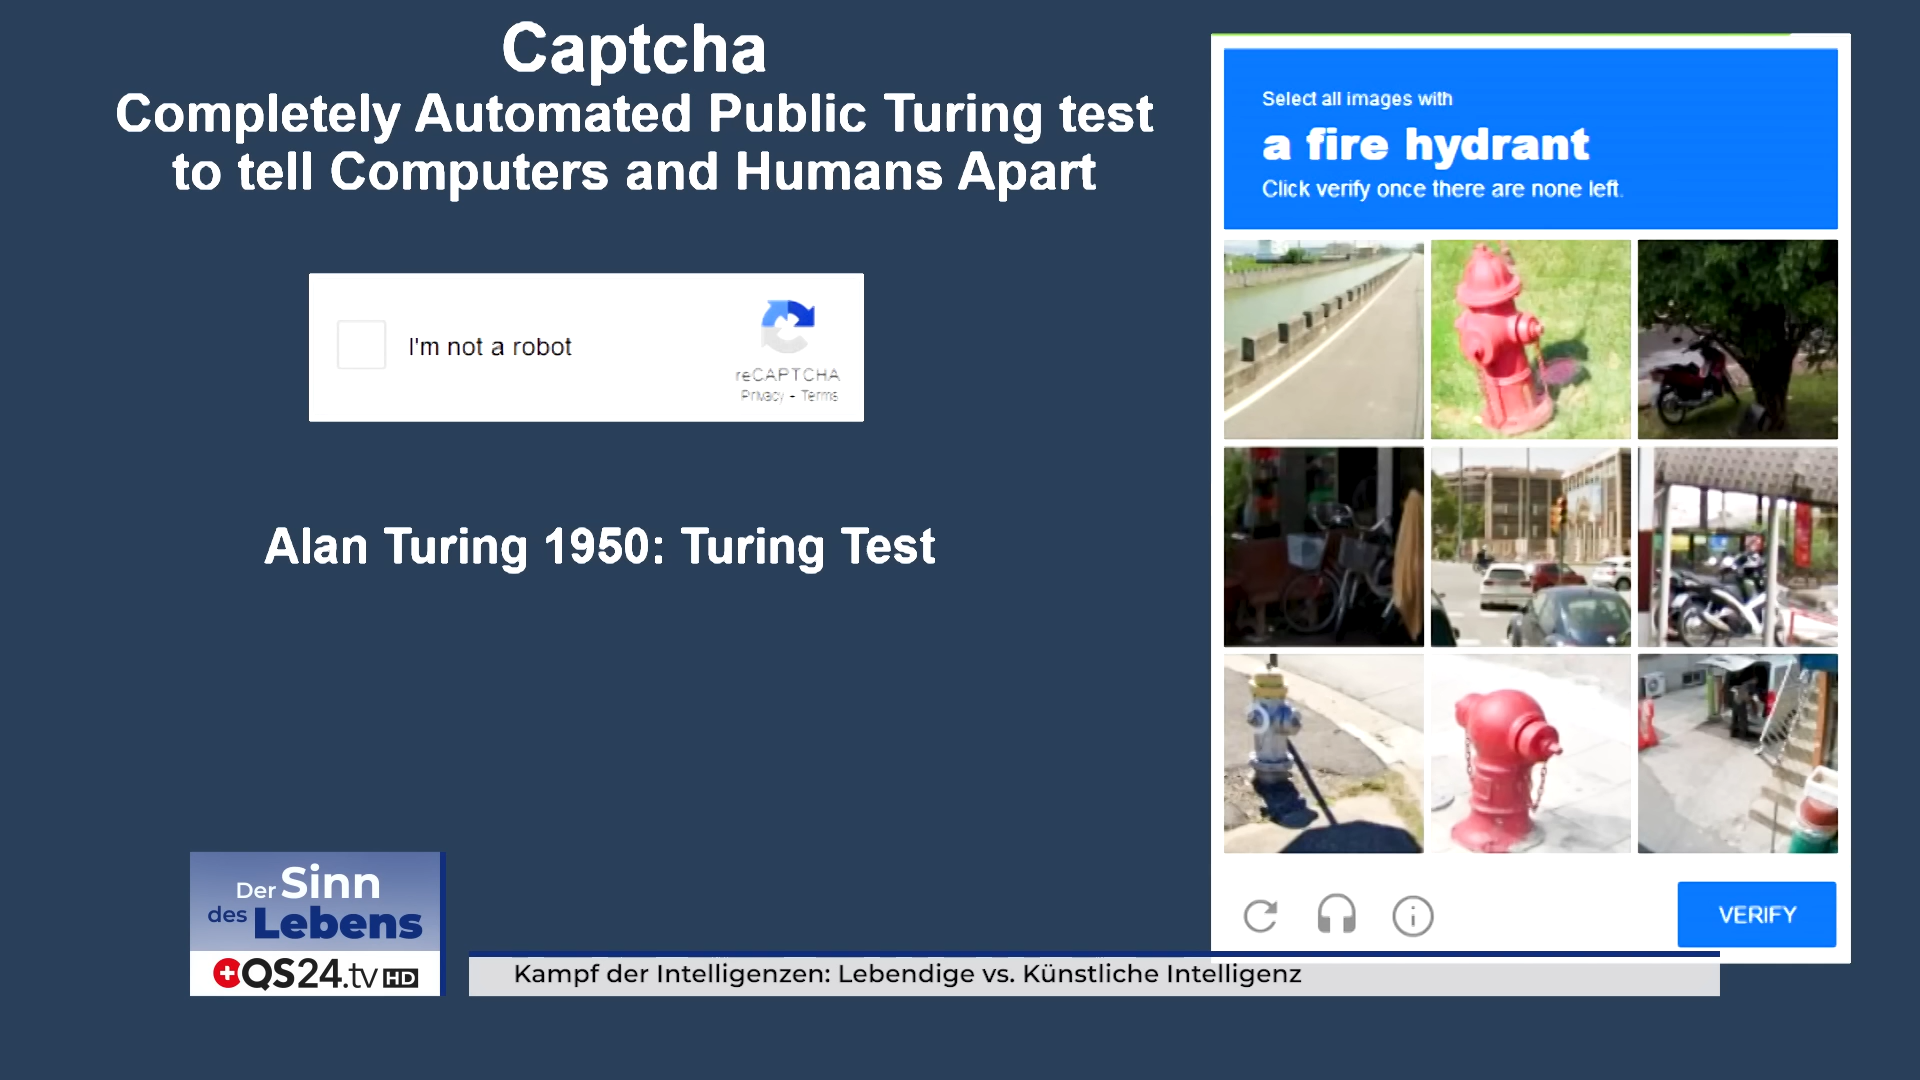 Captcha
Completely Automated Public Turing test
to tell Computers and Humans Apart
I'm not a robot
reCAPTCHA
Privacy - Terms
Alan Turing 1950: Turing Test
Select all images with
a fire hydrant
Click verify once there are none left.
VERIFY
Der Sinn
des Lebens
QS24.tv HD
Kampf der Intelligenzen: Lebendige vs. Künstliche Intelligenz